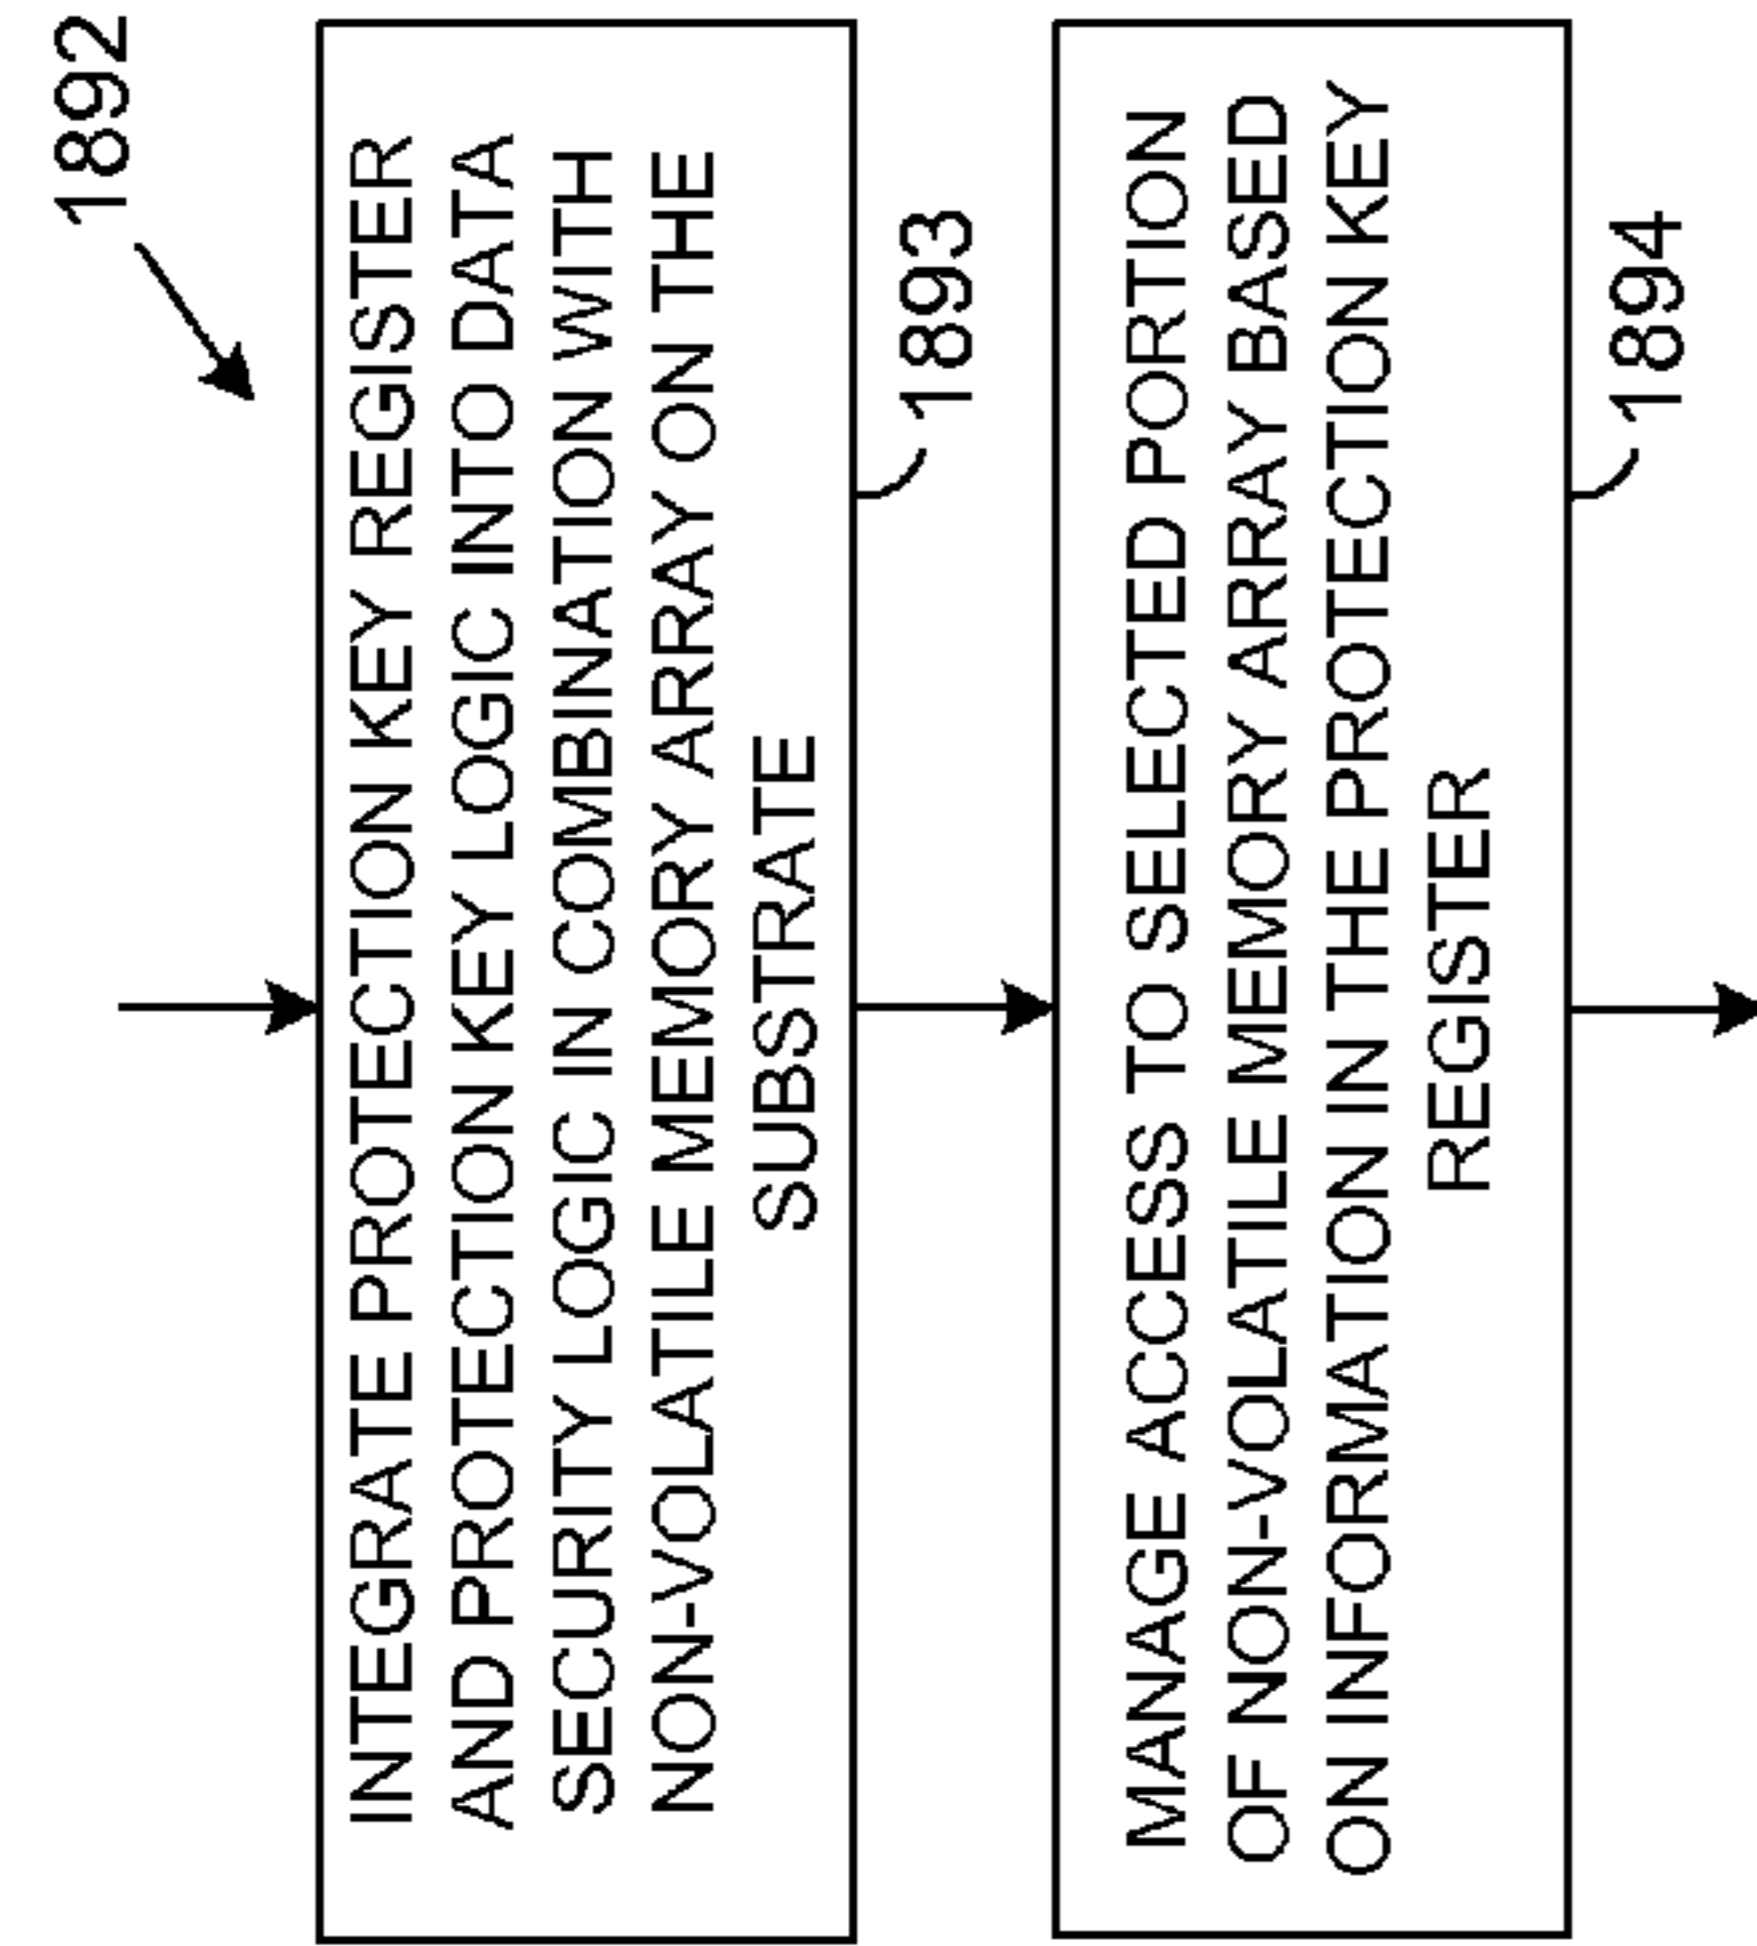 1892
INTEGRATE PROTECTION KEY REGISTER
AND PROTECTION KEY LOGIC INTO DATA
SECURITY LOGIC IN COMBINATION WITH
NON-VOLATILE MEMORY ARRAY ON THE
SUBSTRATE
1893
MANAGE ACCESS TO SELECTED PORTION
OF NON-VOLATILE MEMORY ARRAY BASED
ON INFORMATION IN THE PROTECTION KEY
REGISTER
1894